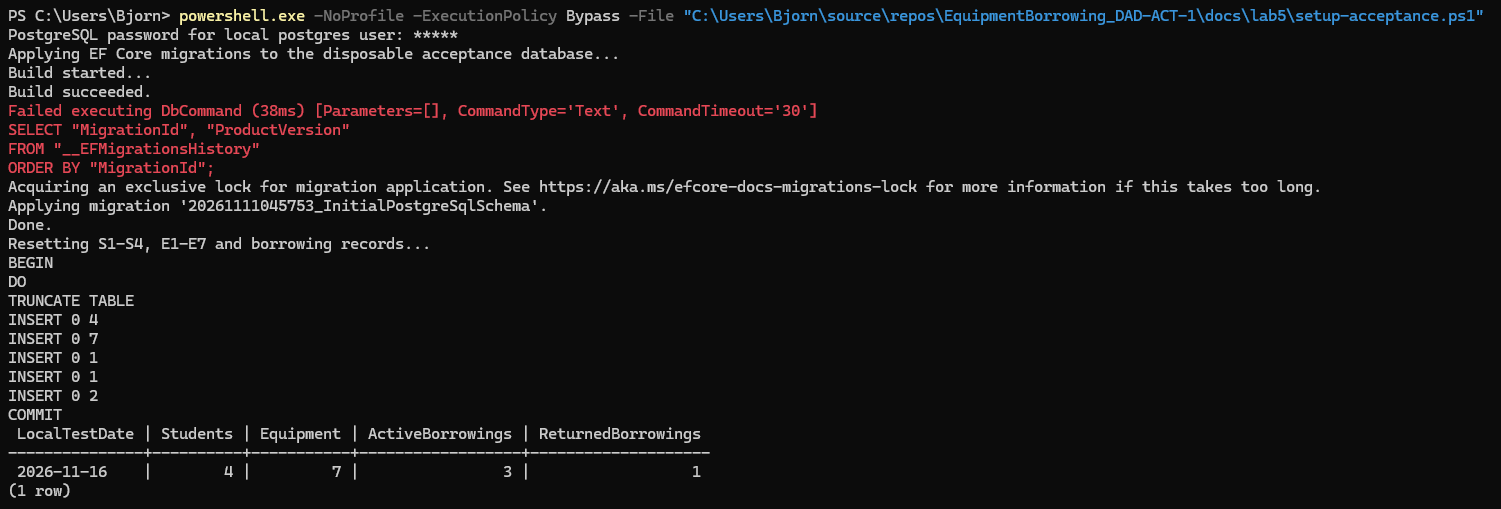 PS C:\Users\Bjorn> powershell.exe -NoProfile -ExecutionPolicy Bypass -File "C:\Users\Bjorn\source\repos\EquipmentBorrowing_DAD-ACT-1\docs\lab5\setup-acceptance.ps1"
PostgreSQL password for local postgres user: *****
Applying EF Core migrations to the disposable acceptance database...
Build started...
Build succeeded.
Failed executing DbCommand (38ms) [Parameters=[], CommandType='Text', CommandTimeout='30']
SELECT "MigrationId", "ProductVersion"
FROM "__EFMigrationsHistory"
ORDER BY "MigrationId";
Acquiring an exclusive lock for migration application. See https://aka.ms/efcore-docs-migrations-lock for more information if this takes too long.
Applying migration '20261111045753_InitialPostgreSqlSchema'.
Done.
Resetting S1-S4, E1-E7 and borrowing records...
BEGIN
DO
TRUNCATE TABLE
INSERT 0 4
INSERT 0 7
INSERT 0 1
INSERT 0 1
INSERT 0 2
COMMIT
 LocalTestDate | Students | Equipment | ActiveBorrowings | ReturnedBorrowings
---------------+----------+-----------+------------------+--------------------
 2026-11-16    |        4 |         7 |                3 |                  1
(1 row)